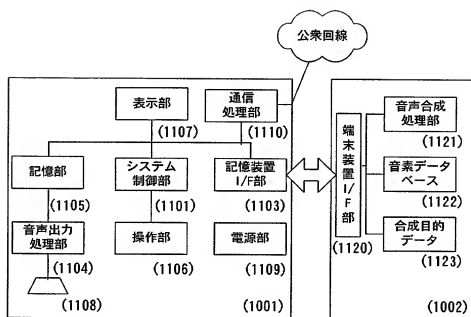 公衆回線
表示部
(1107)
通信
処理部
(1110)
記憶部
(1105)
システム
制御部
(1101)
記憶装置
I/F部
(1103)
音声出力
処理部
(1104)
操作部
(1106)
電源部
(1109)
(1108)
(1001)
端末装置I/F部
(1120)
音声合成
処理部
(1121)
音素データ
ベース
(1122)
合成目的
データ
(1123)
(1002)